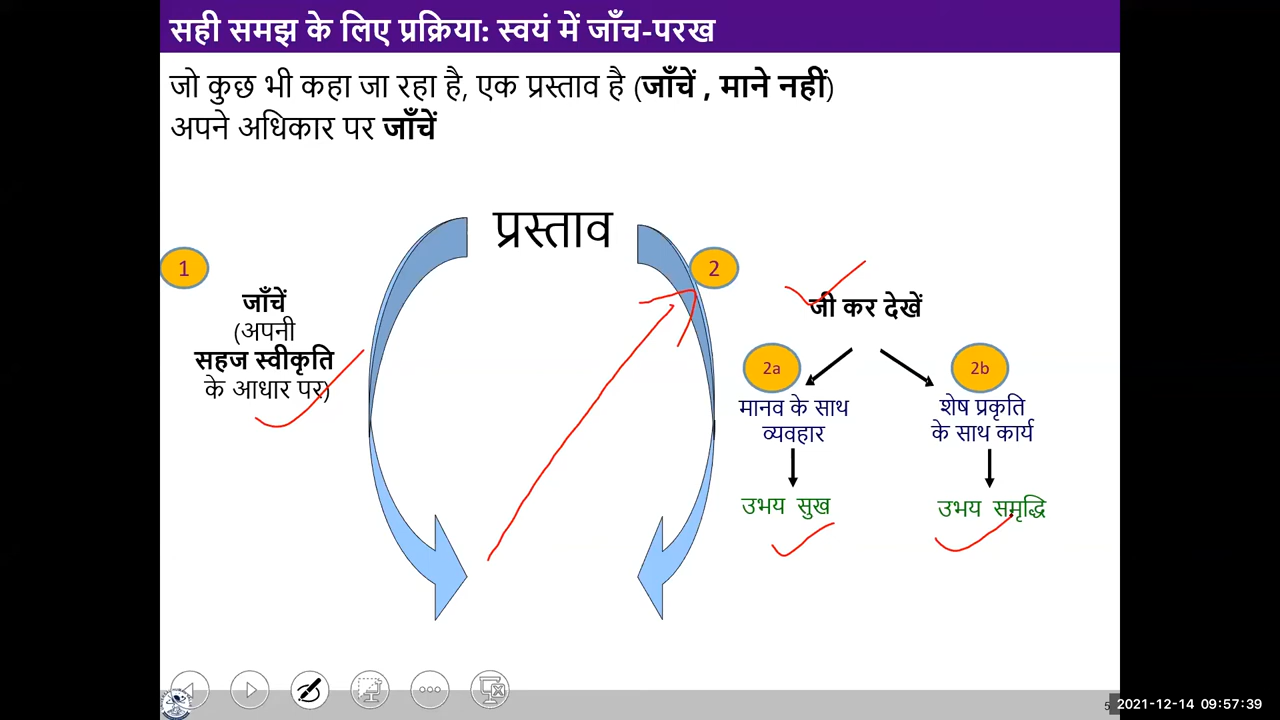 सही समझ के लिए प्रक्रिया: स्वयं में जाँच-परख
जो कुछ भी कहा जा रहा है, एक प्रस्ताव है (जाँचें , माने नहीं)
अपने अधिकार पर जाँचें
प्रस्ताव
1
जाँचें
(अपनी
सहज स्वीकृति
के आधार पर)
2
जी कर देखें
2a
मानव के साथ
व्यवहार
उभय सुख
2b
शेष प्रकृति
के साथ कार्य
उभय समृद्धि
5
2021-12-14 09:57:39